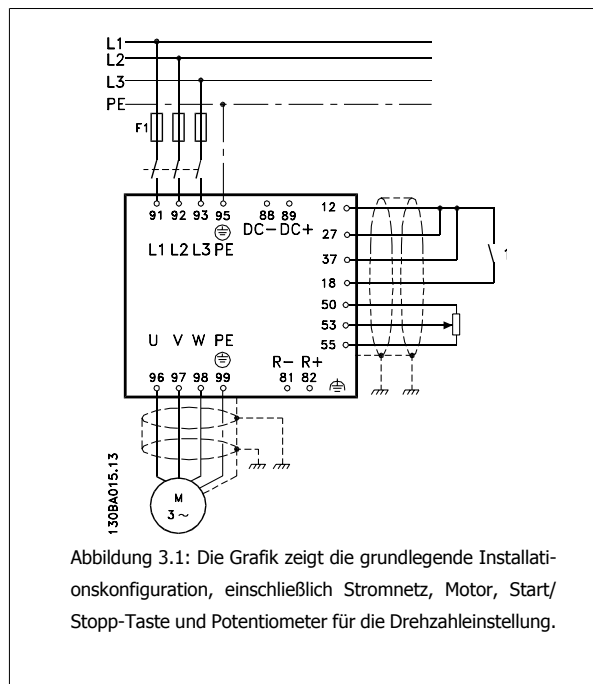 L1
L2
L3
PE
F1
91 92 93 95 88 89 12
DC- DC+
27
L1 L2 L3 PE
37
18
50
53
U V W PE
55
R- R+
96 97 98 99 81 82
M
3~
130BA015.13
Abbildung 3.1: Die Grafik zeigt die grundlegende Installati-
onskonfiguration, einschließlich Stromnetz, Motor, Start/
Stopp-Taste und Potentiometer für die Drehzahleinstellung.